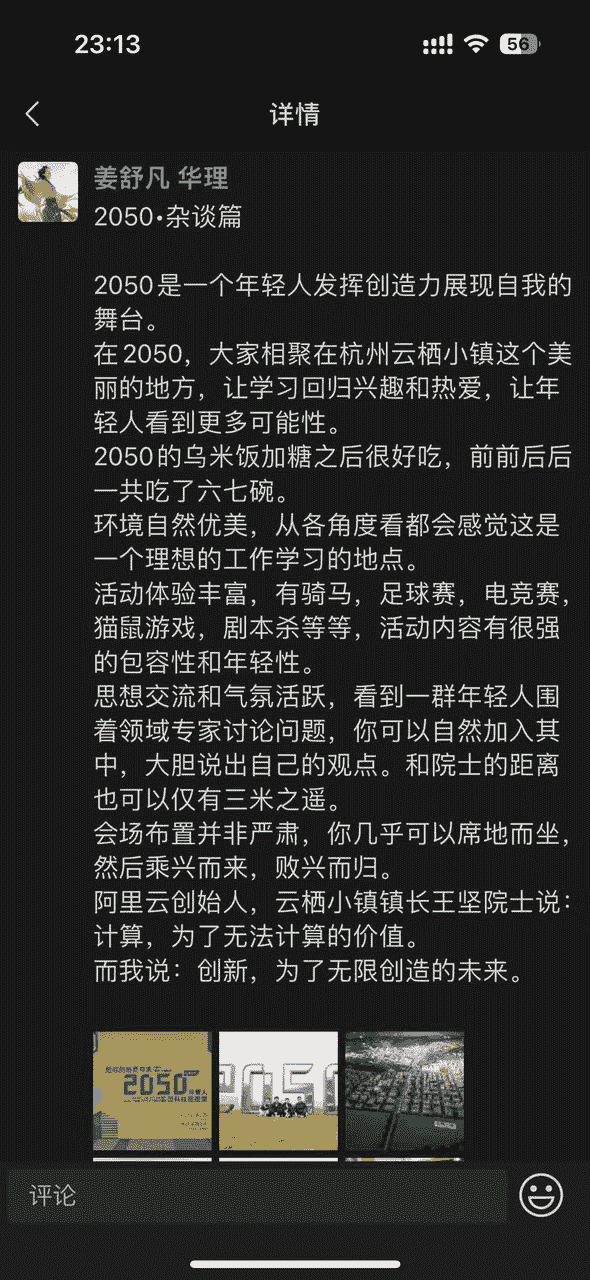 23:13
56
详情
姜舒凡 华理
2050•杂谈篇
2050是一个年轻人发挥创造力展现自我的
舞台。
在2050，大家相聚在杭州云栖小镇这个美
丽的地方，让学习回归兴趣和热爱，让年
轻人看到更多可能性。
2050的乌米饭加糖之后很好吃，前前后后
一共吃了六七碗。
环境自然优美，从各角度看都会感觉这是
一个理想的工作学习的地点。
活动体验丰富，有骑马，足球赛，电竞赛，
猫鼠游戏，剧本杀等等，活动内容有很强
的包容性和年轻性。
思想交流和气氛活跃，看到一群年轻人围
着领域专家讨论问题，你可以自然加入其
中，大胆说出自己的观点。和院士的距离
也可以仅有三米之遥。
会场布置并非严肃，你几乎可以席地而坐，
然后乘兴而来，败兴而归。
阿里云创始人，云栖小镇镇长王坚院士说：
计算，为了无法计算的价值。
而我说：创新，为了无限创造的未来。
2050
2050
评论